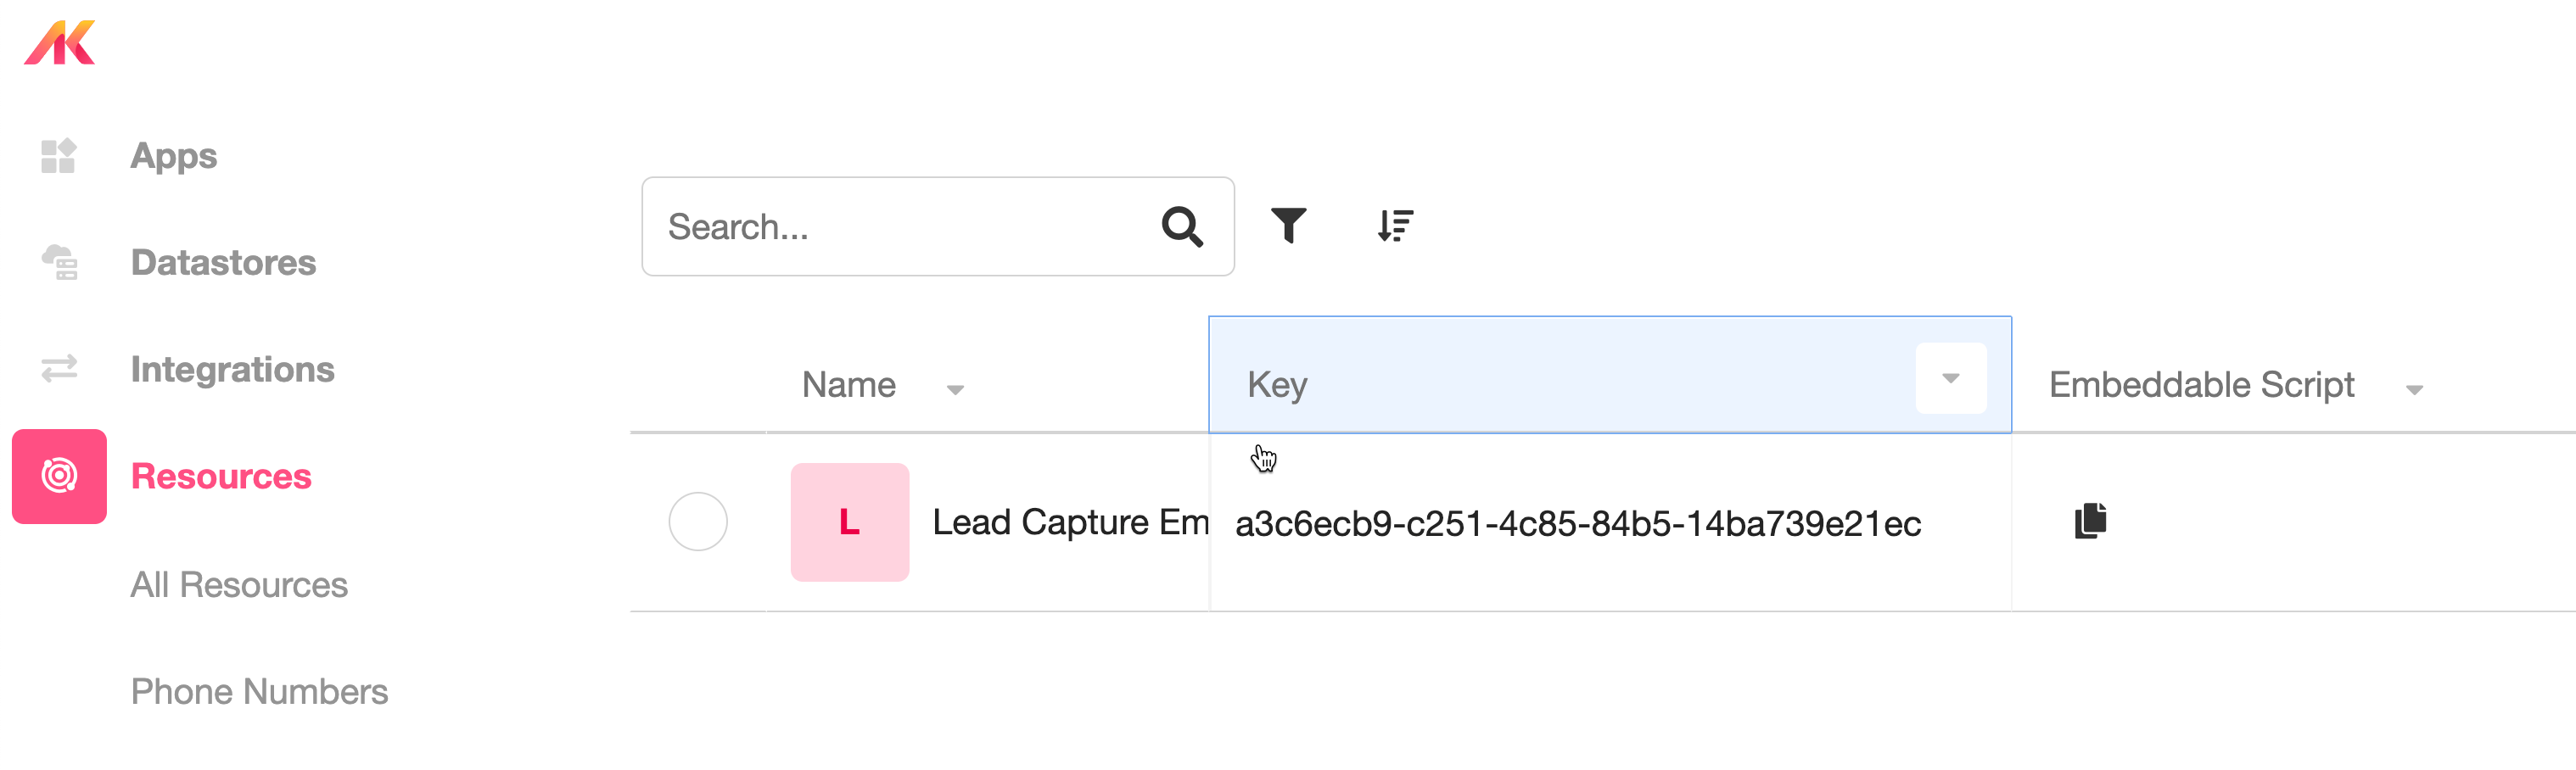 Apps
Datastores
Integrations
Resources
All Resources
Phone Numbers
Search...
Name Key Embeddable Script
L Lead Capture Em a3c6ecb9-c251-4c85-84b5-14ba739e21ec